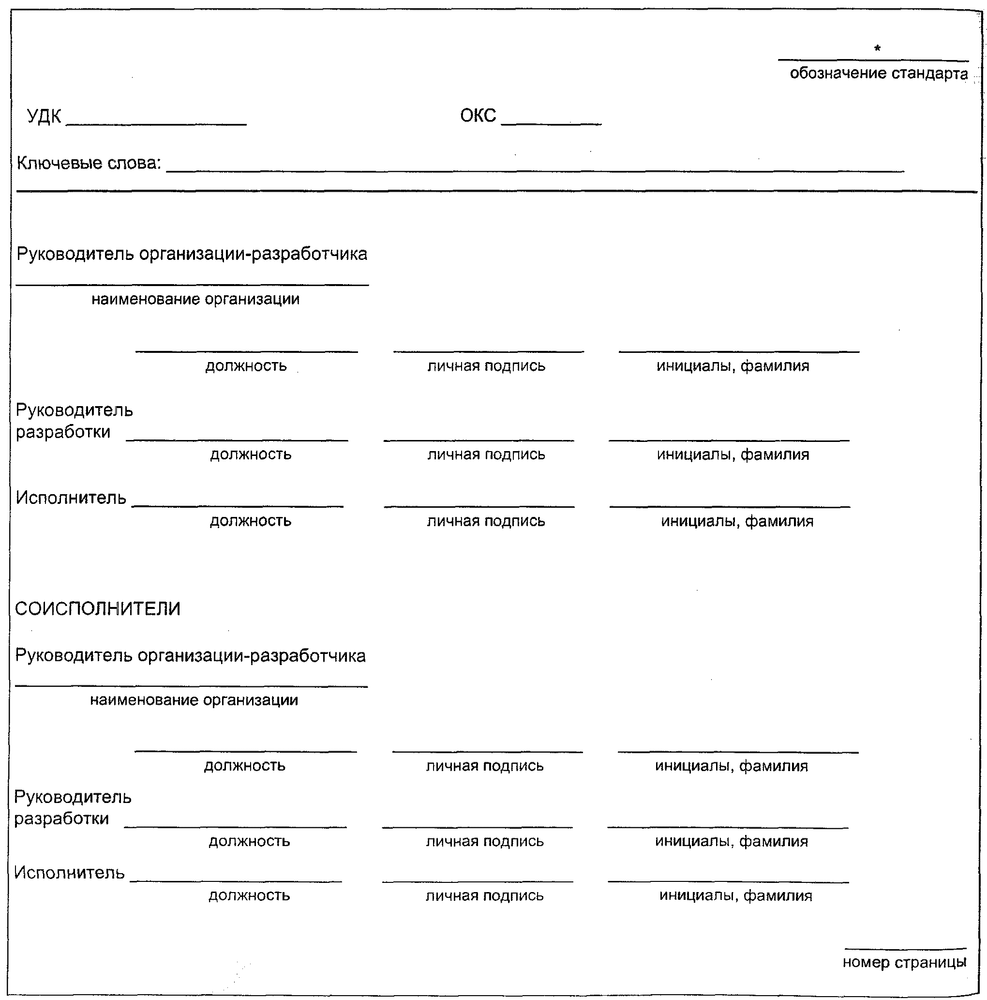 *
обозначение стандарта
УДК ОКС
Ключевые слова:
Руководитель организации-разработчика
наименование организации
должность личная подпись инициалы, фамилия
Руководитель
разработки
должность личная подпись инициалы, фамилия
Исполнитель
должность личная подпись инициалы, фамилия
СОИСПОЛНИТЕЛИ
Руководитель организации-разработчика
наименование организации
должность личная подпись инициалы, фамилия
Руководитель
разработки
должность личная подпись инициалы, фамилия
Исполнитель
должность личная подпись инициалы, фамилия
номер страницы